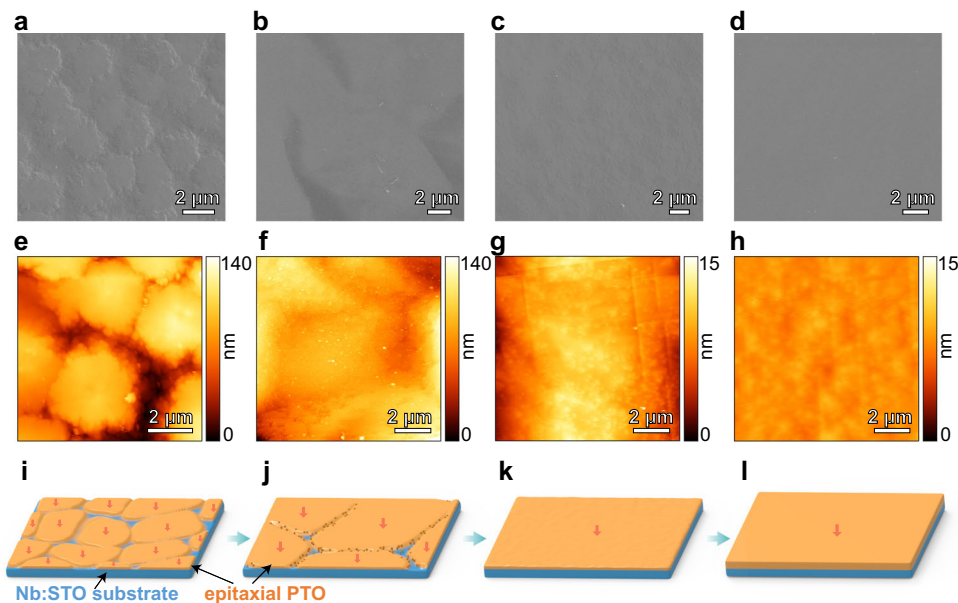 a b c d
2 μm 2 μm 2 μm 2 μm
e f g h
140 140 15 15
nm nm nm nm
2 μm 2 μm 2 μm 2 μm
0 0 0 0
i j k l
Nb:STO substrate epitaxial PTO